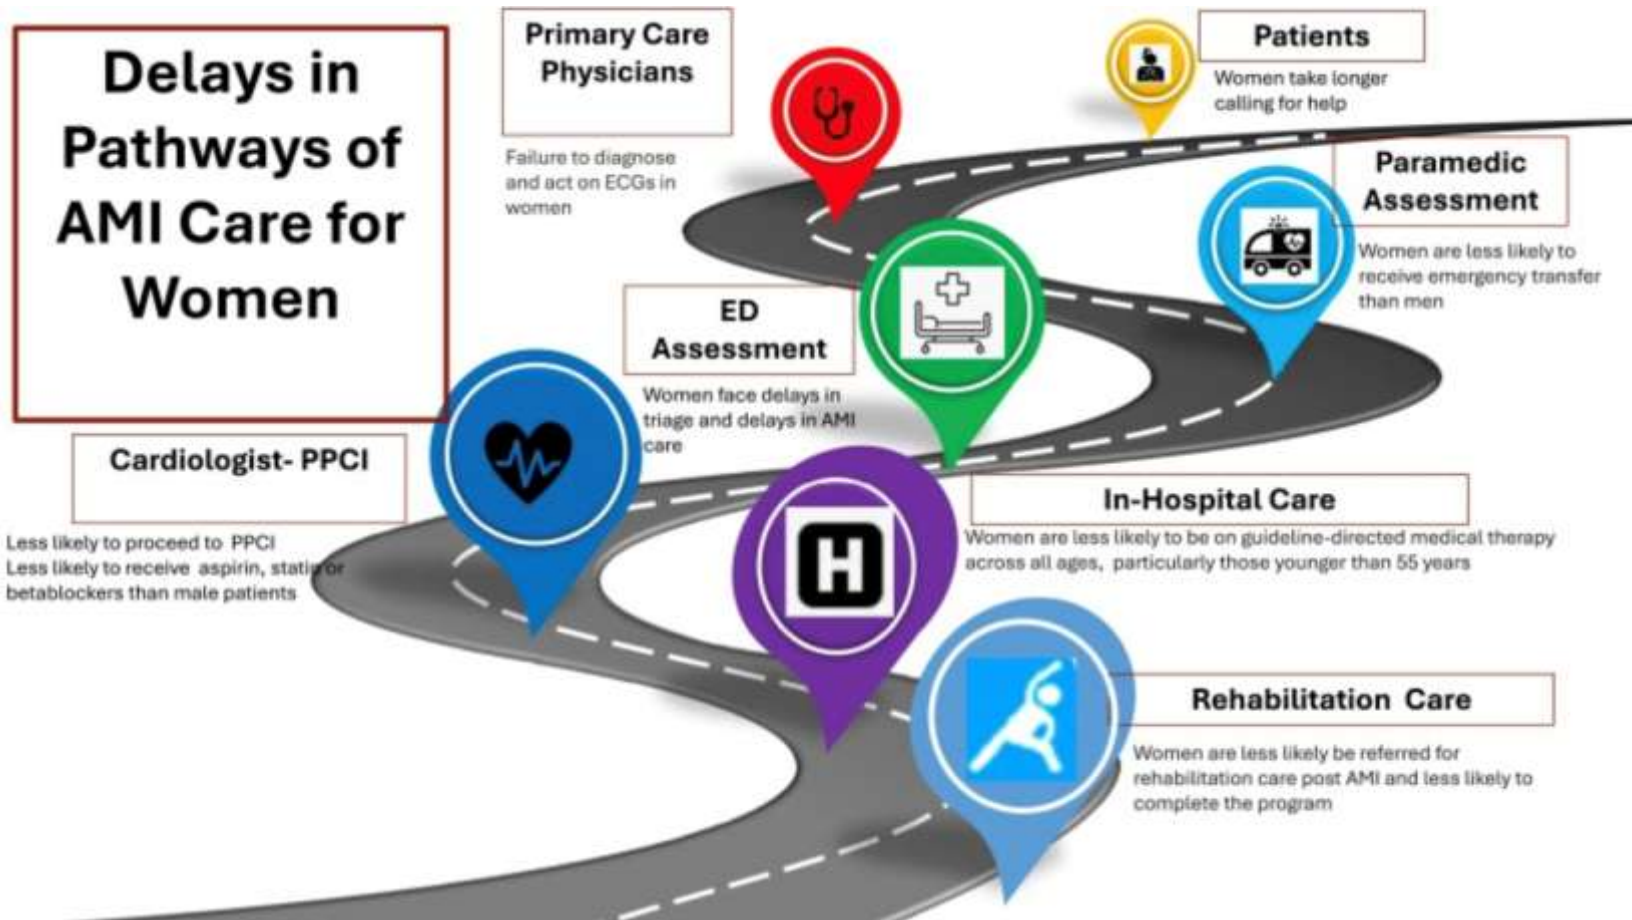 Delays in
Pathways of
AMI Care for
Women
Primary Care
Physicians
Failure to diagnose
and act on ECGs in
women
Patients
Women take longer
calling for help
Paramedic
Assessment
Women are less likely to
receive emergency transfer
than men
ED
Assessment
Women face delays in
triage and delays in AMI
care
Cardiologist- PPCI
Less likely to proceed to PPCI
Less likely to receive aspirin, statin or
betablockers than male patients
H
In-Hospital Care
Women are less likely to be on guideline-directed medical therapy
across all ages, particularly those younger than 55 years
Rehabilitation Care
Women are less likely be referred for
rehabilitation care post AMI and less likely to
complete the program